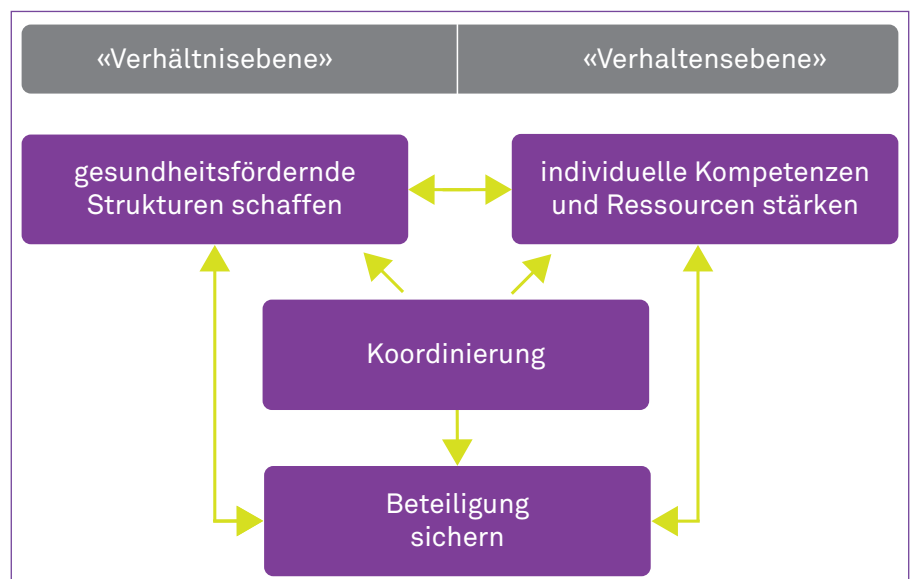 «Verhältnisebene»
«Verhaltensebene»
gesundheitsfördernde
Strukturen schaffen
individuelle Kompetenzen
und Ressourcen stärken
Koordinierung
Beteiligung
sichern